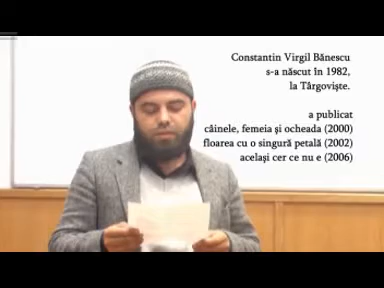 Constantin Virgil Bănescu
s-a născut în 1982,
la Târgoviște.
a publicat
câinele, femeia și ocheada (2000)
floarea cu o singură petală (2002)
același cer ce nu e (2006)